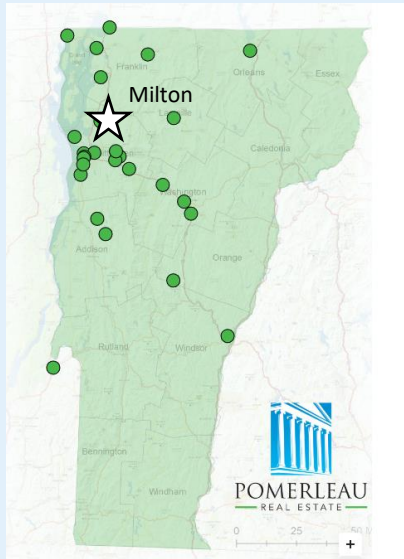 Franklin
Orleans
Essex
Milton
Caledonia
Washington
Addison
Orange
Rutland
Windsor
Bennington
Windham
POMERLEAU
REAL ESTATE
0 25
+